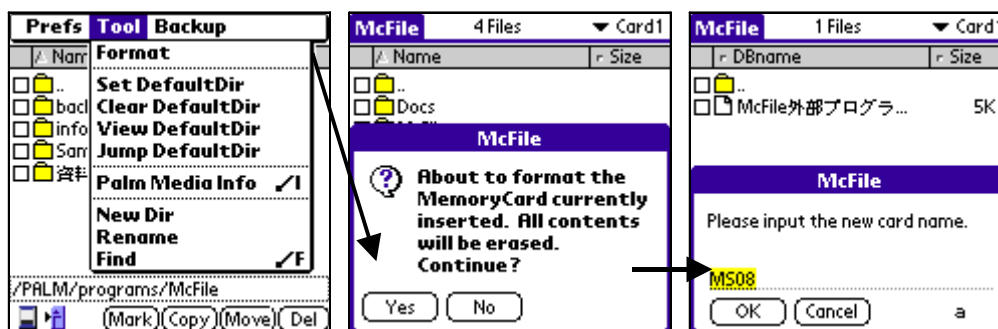 Prefs Tool Backup
Nam
Format
Set DefaultDir
Clear DefaultDir
View DefaultDir
Jump DefaultDir
Palm Media Info /I
New Dir
Rename
Find /F
..
back
info
Sam
資料
/PALM/programs/McFile
Mark Copy Move Del
McFile 4 Files Card1
Name Size
..
Docs
McFile
About to format the
MemoryCard currently
inserted. All contents
will be erased.
Continue?
Yes No
McFile 1 Files Card1
DBname Size
..
McFile外部プログラ... 5K
McFile
Please input the new card name.
MS08
OK Cancel a